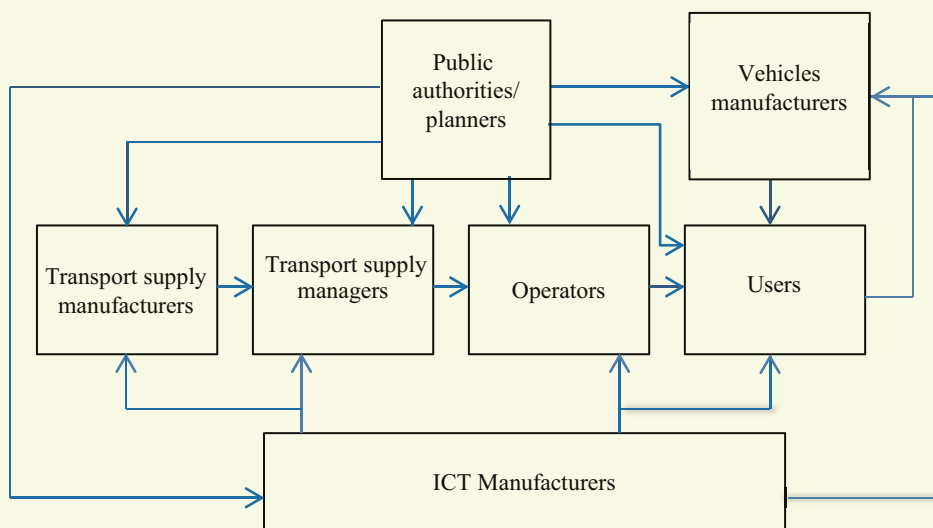 Public
authorities/
planners
Vehicles
manufacturers
Transport supply
manufacturers
Transport supply
managers
Operators
Users
ICT Manufacturers